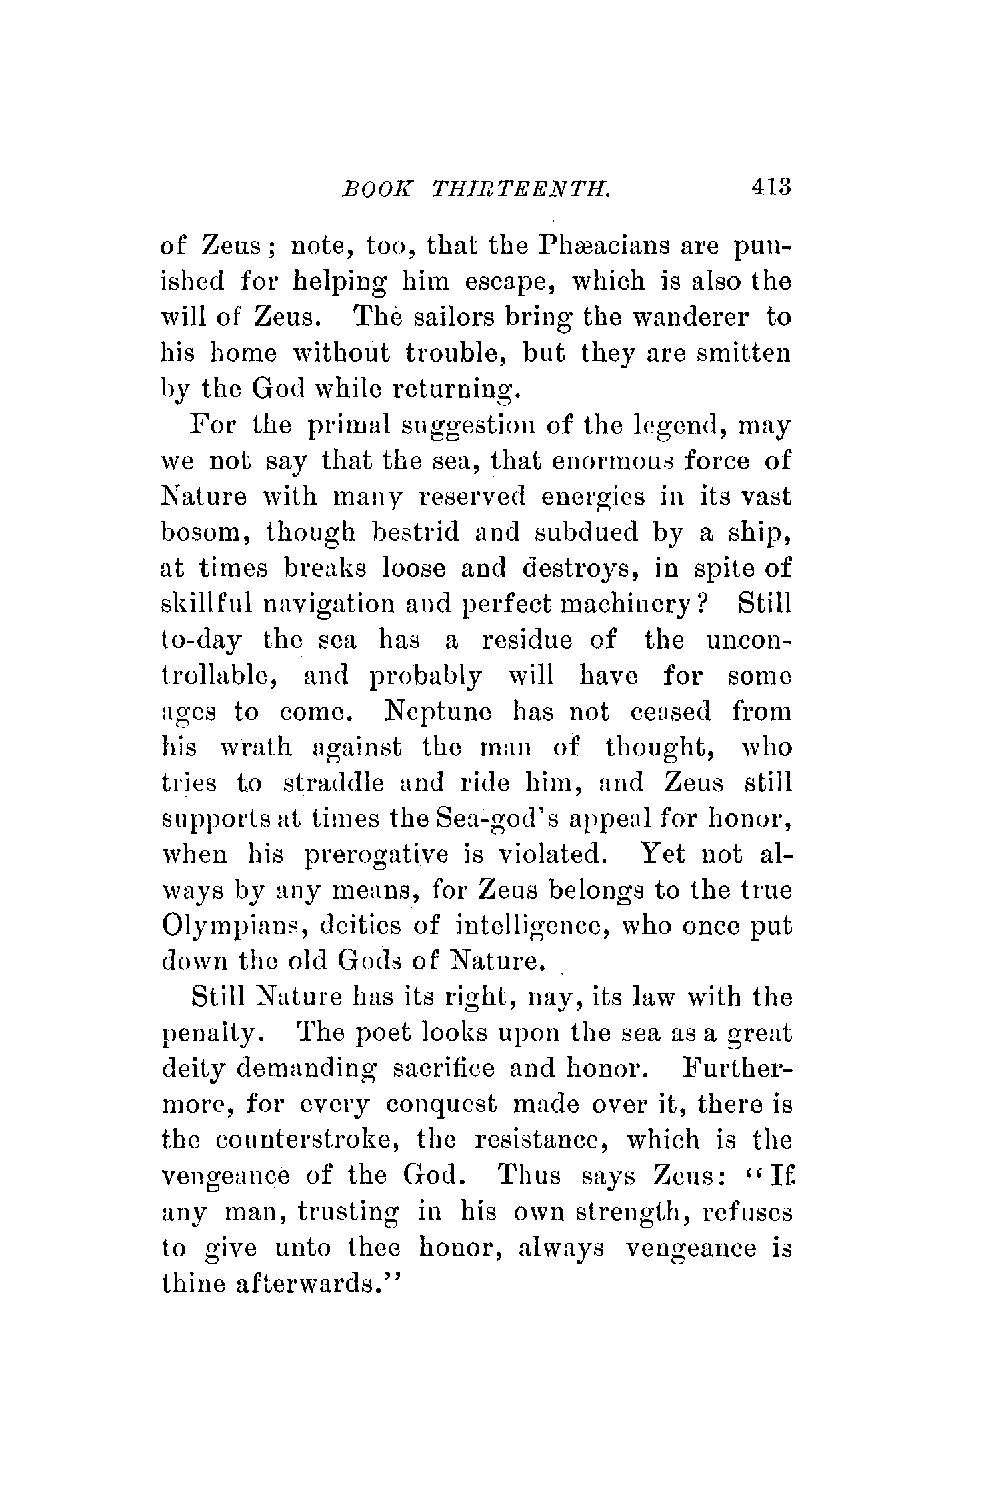 BOOK THIRTEENTH. 413
of Zeus; note, too, that the Phæacians are pun-
ished for helping him escape, which is also the
will of Zeus. The sailors bring the wanderer to
his home without trouble, but they are smitten
by the God while returning.
For the primal suggestion of the legend, may
we not say that the sea, that enormous force of
Nature with many reserved energies in its vast
bosom, though bestrid and subdued by a ship,
at times breaks loose and destroys, in spite of
skillful navigation and perfect machinery? Still
to-day the sea has a residue of the uncon-
trollable, and probably will have for some
ages to come. Neptune has not ceased from
his wrath against the man of thought, who
tries to straddle and ride him, and Zeus still
supports at times the Sea-god's appeal for honor,
when his prerogative is violated. Yet not al-
ways by any means, for Zeus belongs to the true
Olympians, deities of intelligence, who once put
down the old Gods of Nature.
Still Nature has its right, nay, its law with the
penalty. The poet looks upon the sea as a great
deity demanding sacrifice and honor. Further-
more, for every conquest made over it, there is
the counterstroke, the resistance, which is the
vengeance of the God. Thus says Zeus: "If
any man, trusting in his own strength, refuses
to give unto thee honor, always vengeance is
thine afterwards."